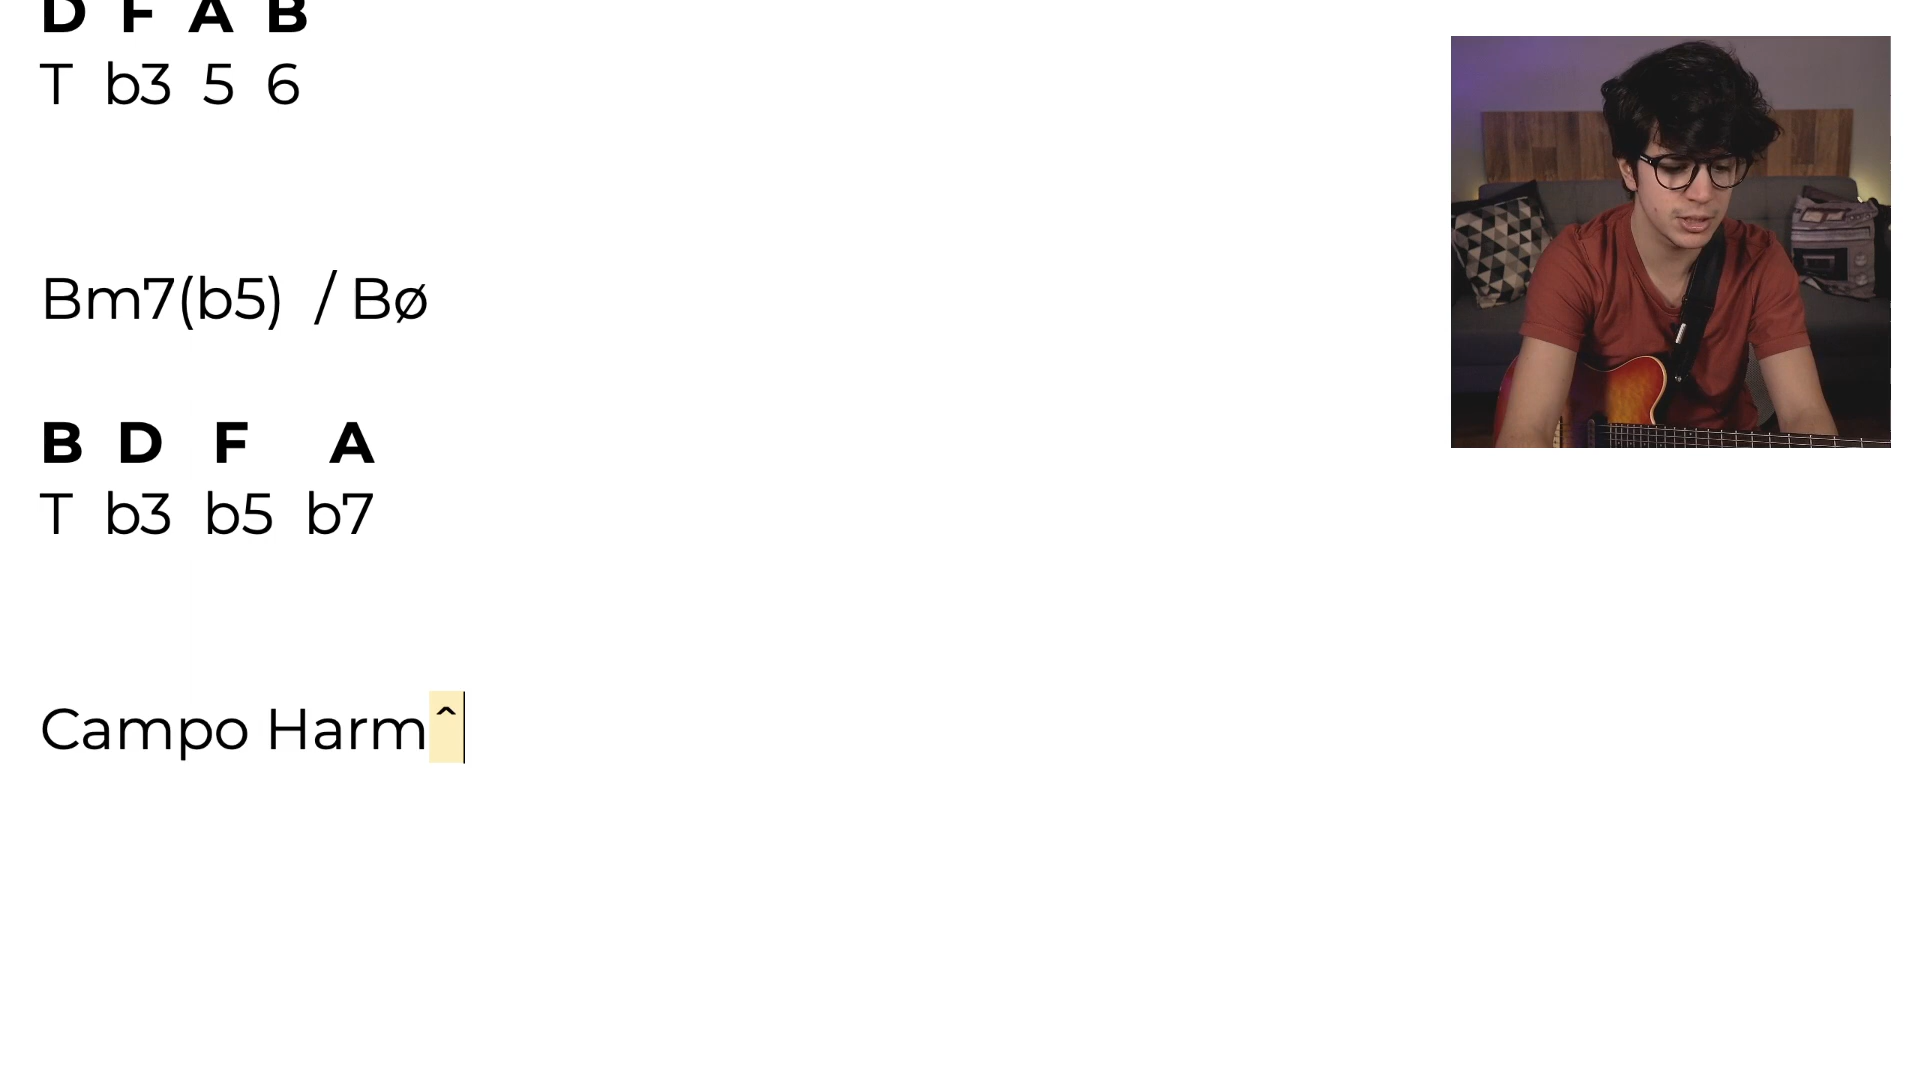 D F A B
T b3 5 6
Bm7(b5) / Bø
B D F A
T b3 b5 b7
Campo Harm^